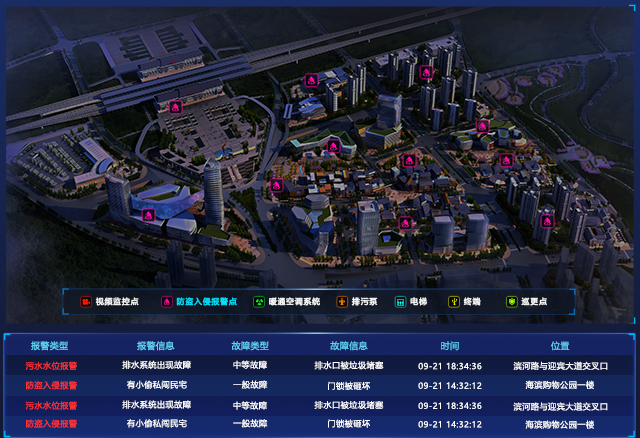 视频监控点 防盗入侵报警点 暖通空调系统 排污泵 电梯 终端 巡更点
报警类型 报警信息 故障类型 故障信息 时间 位置
污水水位报警 排水系统出现故障 中等故障 排水口被垃圾堵塞 09-21 18:34:36 滨河路与迎宾大道交叉口
防盗入侵报警 有小偷私闯民宅 一般故障 门锁被砸坏 09-21 14:32:12 海滨购物公园一楼
污水水位报警 排水系统出现故障 中等故障 排水口被垃圾堵塞 09-21 18:34:36 滨河路与迎宾大道交叉口
防盗入侵报警 有小偷私闯民宅 一般故障 门锁被砸坏 09-21 14:32:12 海滨购物公园一楼